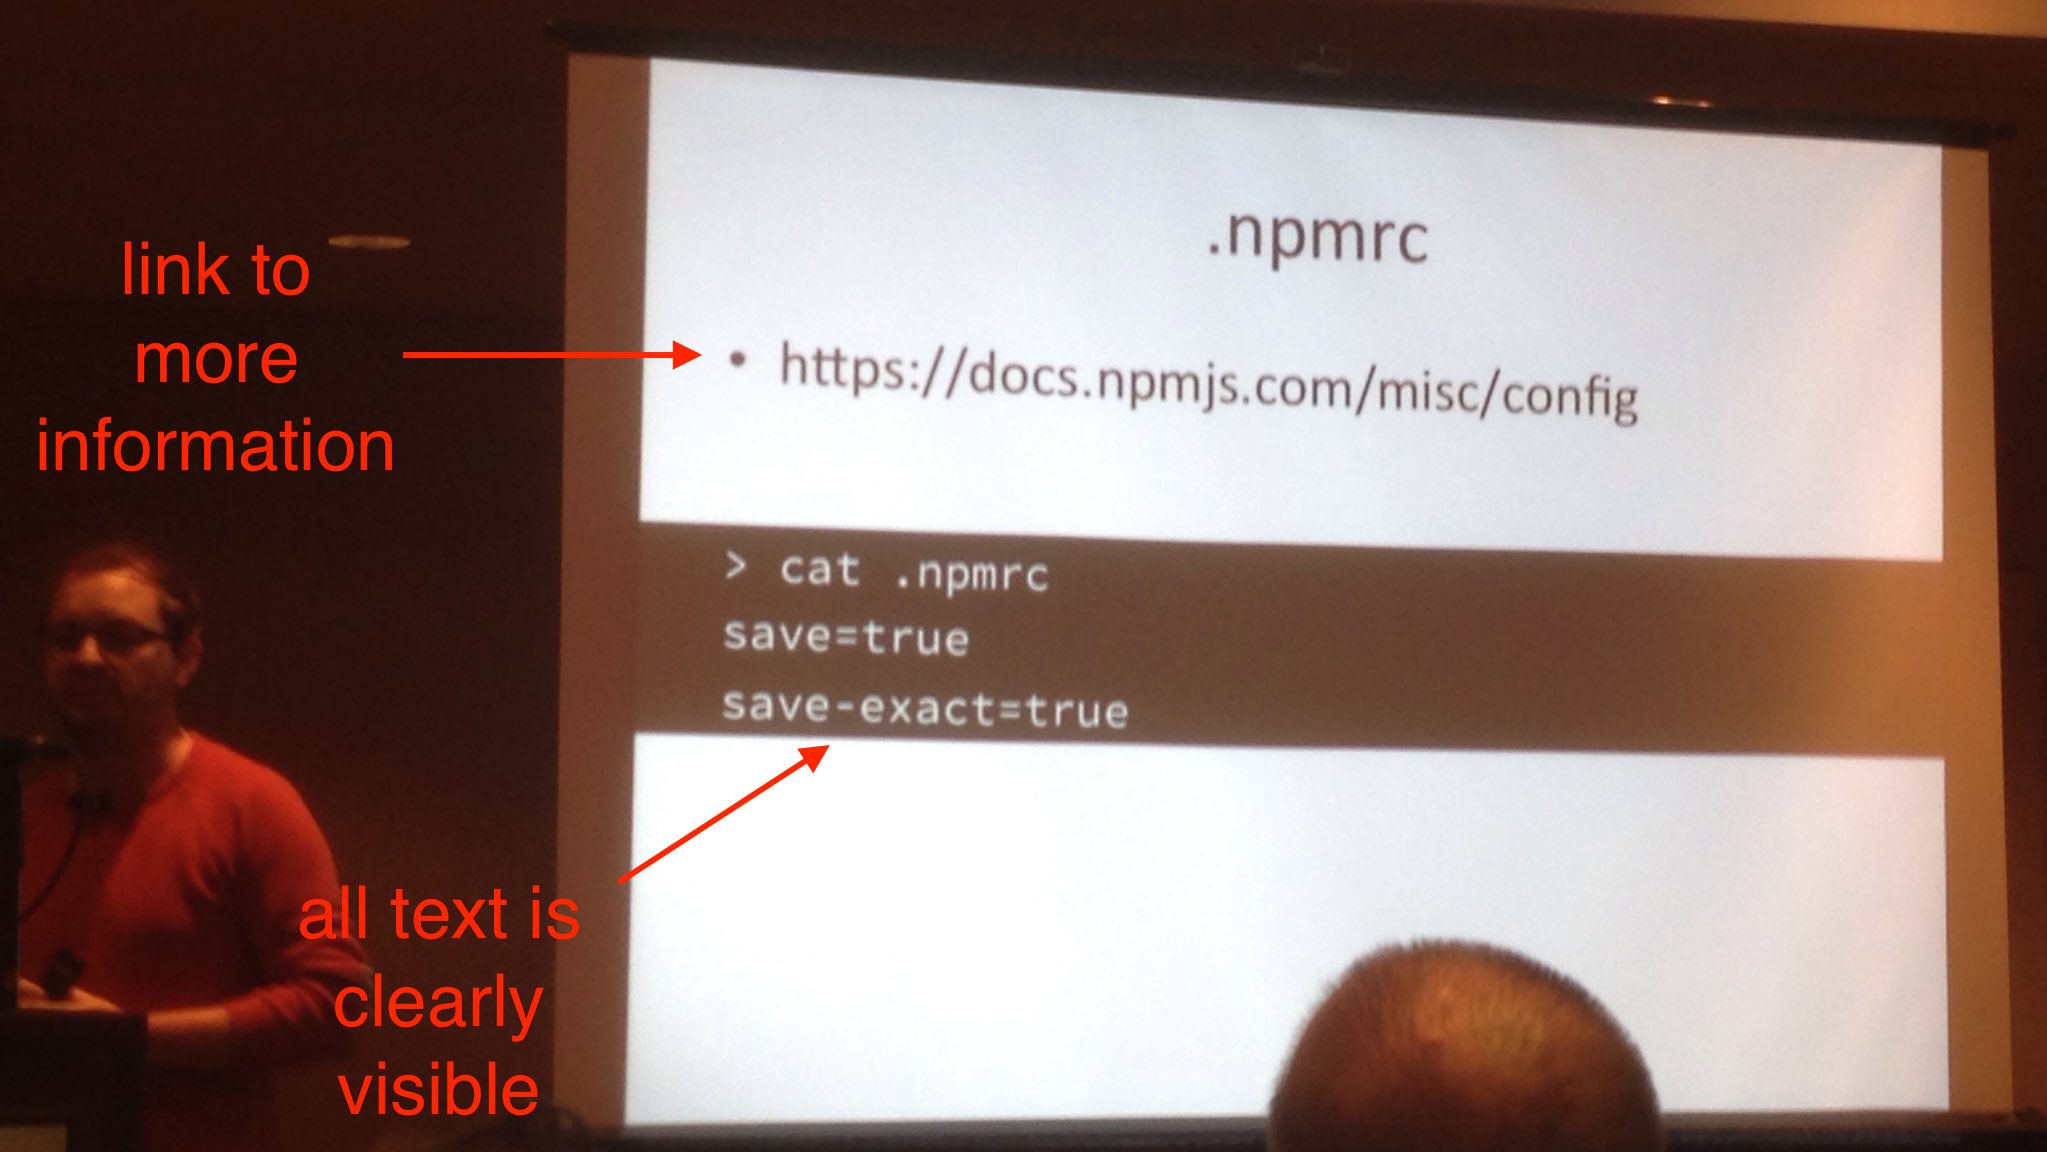 .npmrc
link to
more
information
• https://docs.npmjs.com/misc/config
> cat .npmrc
save=true
save-exact=true
all text is
clearly
visible